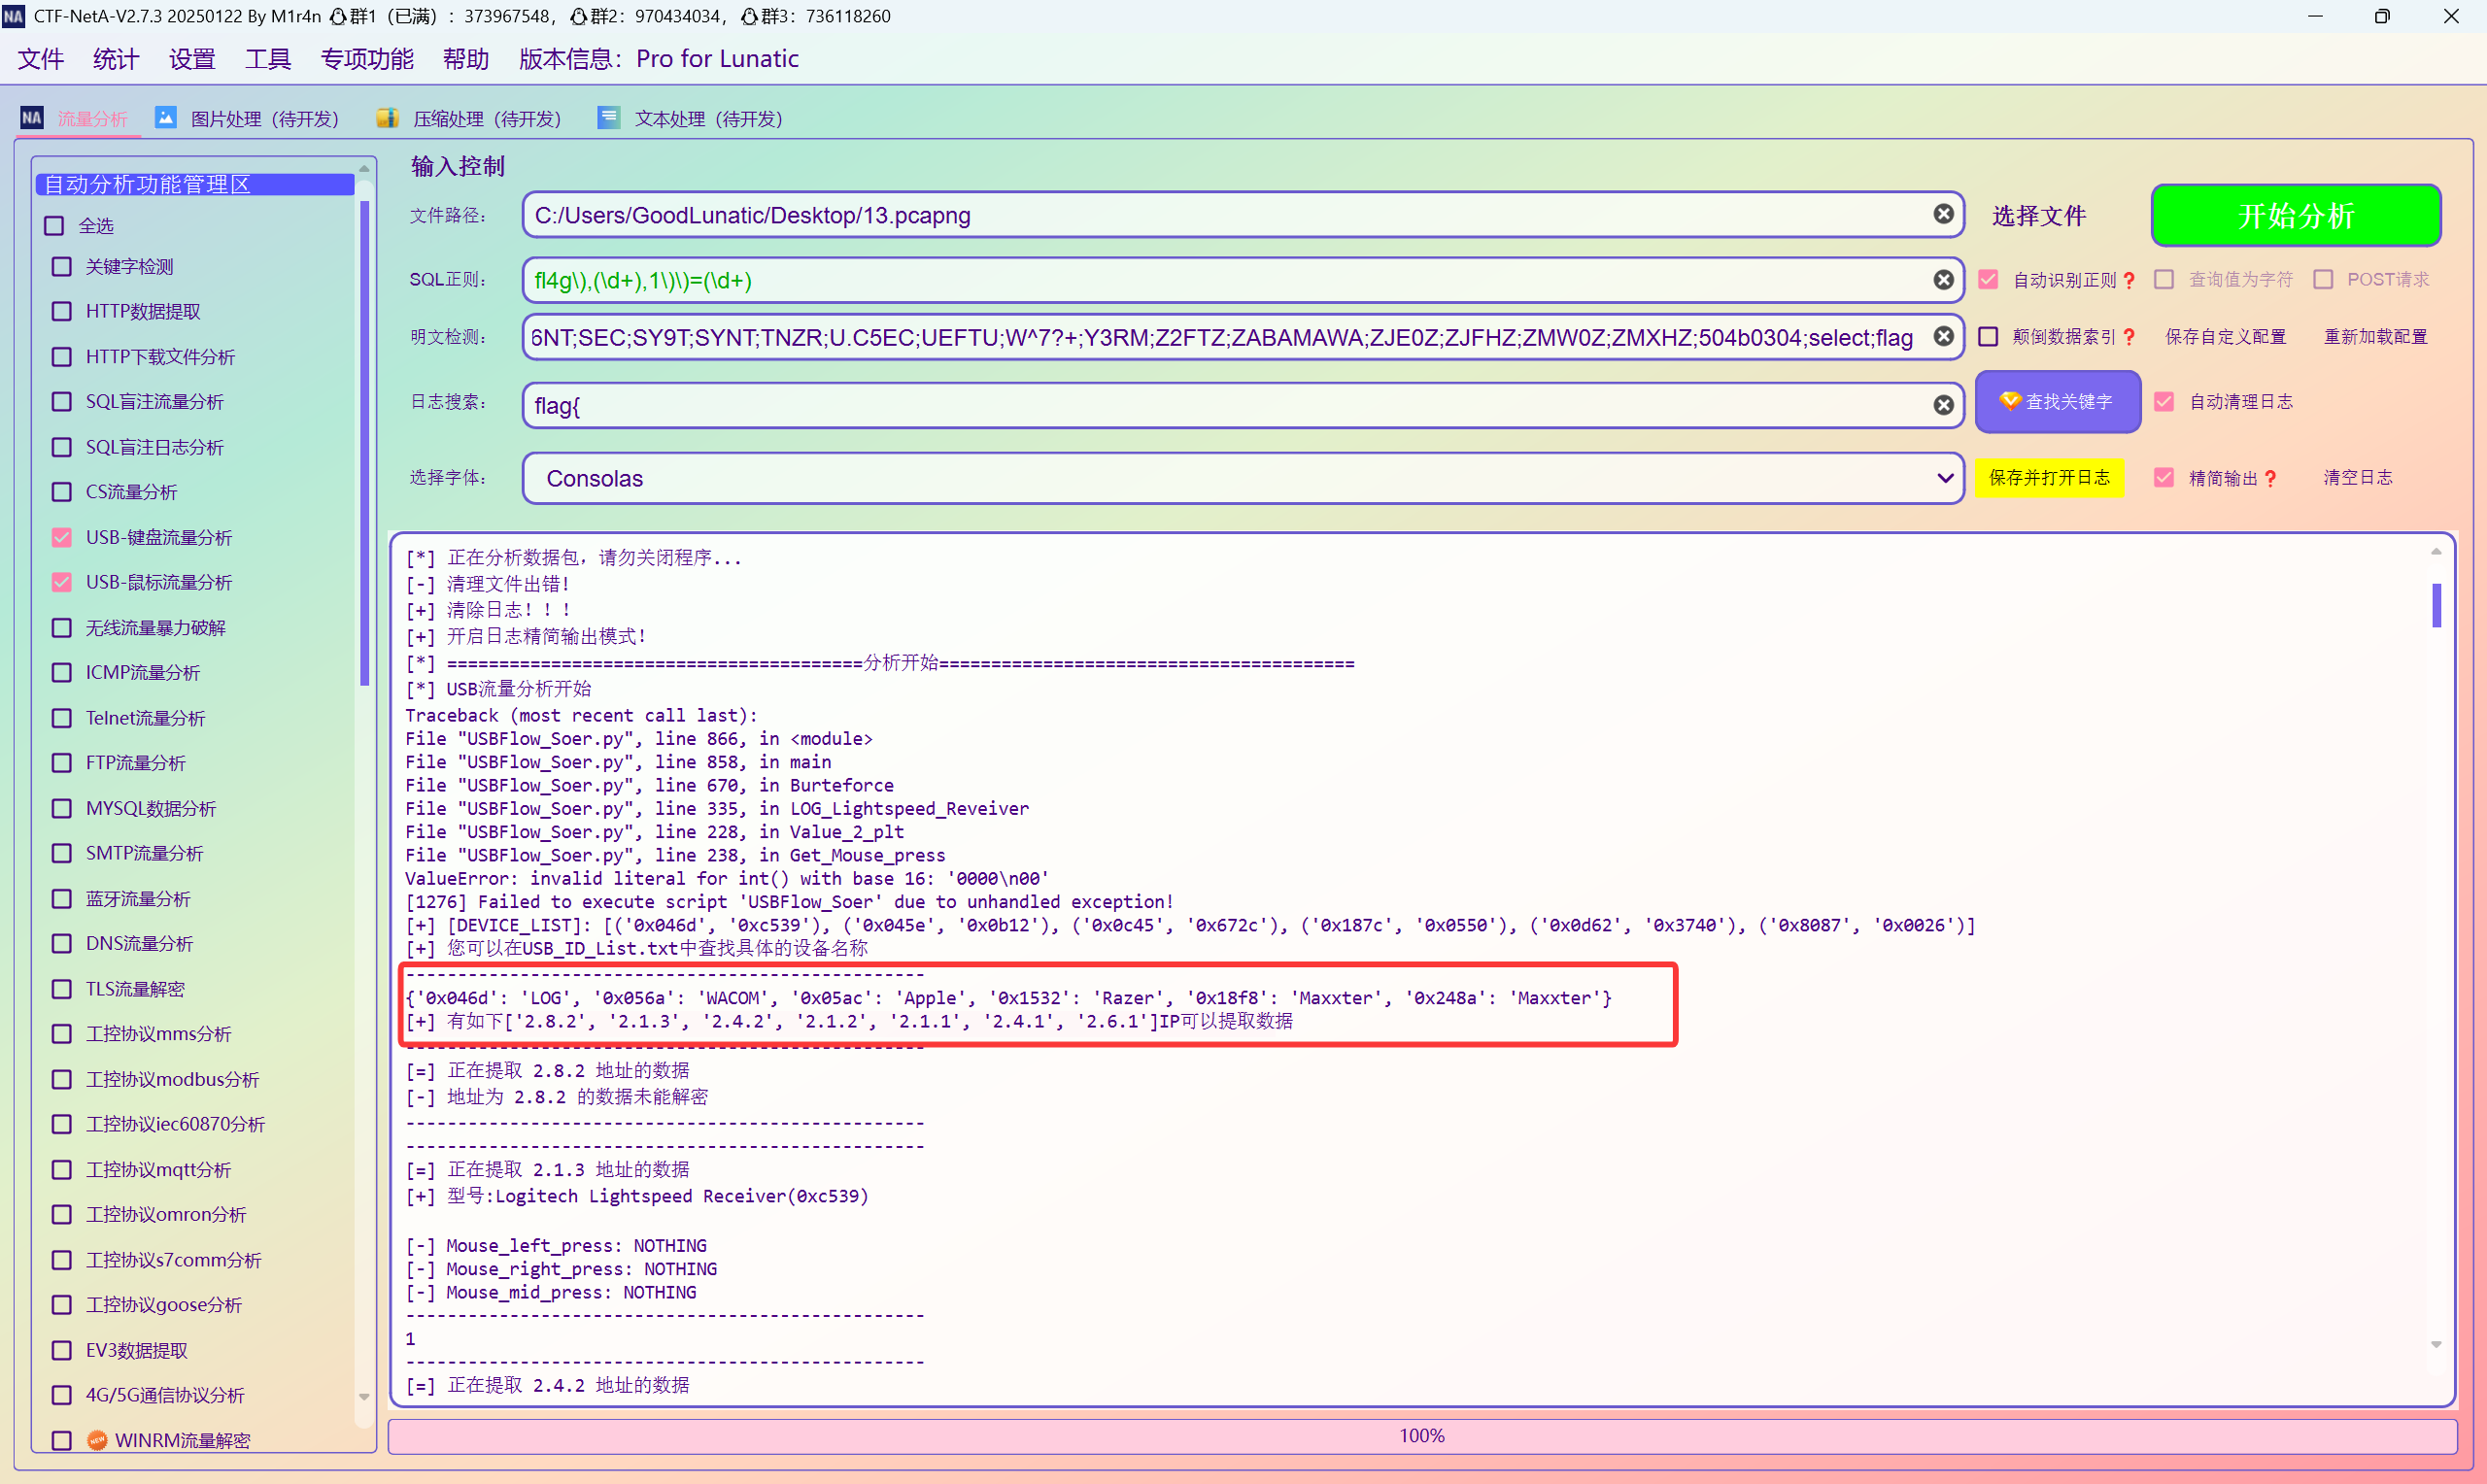 NA CTF-NetA-V2.7.3 20250122 By M1r4n 群1（已满）：373967548，群2：970434034，群3：736118260
文件 统计 设置 工具 专项功能 帮助 版本信息：Pro for Lunatic
NA 流量分析 图片处理（待开发） 压缩处理（待开发） 文本处理（待开发）
自动分析功能管理区
全选
关键字检测
HTTP数据提取
HTTP下载文件分析
SQL盲注流量分析
SQL盲注日志分析
CS流量分析
USB-键盘流量分析
USB-鼠标流量分析
无线流量暴力破解
ICMP流量分析
Telnet流量分析
FTP流量分析
MYSQL数据分析
SMTP流量分析
蓝牙流量分析
DNS流量分析
TLS流量解密
工控协议mms分析
工控协议modbus分析
工控协议iec60870分析
工控协议mqtt分析
工控协议omron分析
工控协议s7comm分析
工控协议goose分析
EV3数据提取
4G/5G通信协议分析
NEW WINRM流量解密
输入控制
文件路径： C:/Users/GoodLunatic/Desktop/13.pcapng 选择文件 开始分析
SQL正则： fl4g\),(\d+),1\)\)=(\d+) 自动识别正则❓ 查询值为字符 POST请求
明文检测： 6NT;SEC;SY9T;SYNT;TNZR;U.C5EC;UEFTU;W^7?+;Y3RM;Z2FTZ;ZABAMAWA;ZJE0Z;ZJFHZ;ZMW0Z;ZMXHZ;504b0304;select;flag 颠倒数据索引❓ 保存自定义配置 重新加载配置
日志搜索： flag{ 查找关键字 自动清理日志
选择字体： Consolas 保存并打开日志 精简输出❓ 清空日志
[*] 正在分析数据包，请勿关闭程序...
[-] 清理文件出错！
[+] 清除日志！！！
[+] 开启日志精简输出模式！
[*] ========================================分析开始========================================
[*] USB流量分析开始
Traceback (most recent call last):
File "USBFlow_Soer.py", line 866, in <module>
File "USBFlow_Soer.py", line 858, in main
File "USBFlow_Soer.py", line 670, in Burteforce
File "USBFlow_Soer.py", line 335, in LOG_Lightspeed_Reveiver
File "USBFlow_Soer.py", line 228, in Value_2_plt
File "USBFlow_Soer.py", line 238, in Get_Mouse_press
ValueError: invalid literal for int() with base 16: '0000\n00'
[1276] Failed to execute script 'USBFlow_Soer' due to unhandled exception!
[+] [DEVICE_LIST]: [('0x046d', '0xc539'), ('0x045e', '0x0b12'), ('0x0c45', '0x672c'), ('0x187c', '0x0550'), ('0x0d62', '0x3740'), ('0x8087', '0x0026')]
[+] 您可以在USB_ID_List.txt中查找具体的设备名称
--------------------------------------------------
{'0x046d': 'LOG', '0x056a': 'WACOM', '0x05ac': 'Apple', '0x1532': 'Razer', '0x18f8': 'Maxxter', '0x248a': 'Maxxter'}
[+] 有如下['2.8.2', '2.1.3', '2.4.2', '2.1.2', '2.1.1', '2.4.1', '2.6.1']IP可以提取数据
--------------------------------------------------
[=] 正在提取 2.8.2 地址的数据
[-] 地址为 2.8.2 的数据未能解密
--------------------------------------------------
--------------------------------------------------
[=] 正在提取 2.1.3 地址的数据
[+] 型号:Logitech Lightspeed Receiver(0xc539)
[-] Mouse_left_press: NOTHING
[-] Mouse_right_press: NOTHING
[-] Mouse_mid_press: NOTHING
--------------------------------------------------
1
--------------------------------------------------
[=] 正在提取 2.4.2 地址的数据
100%